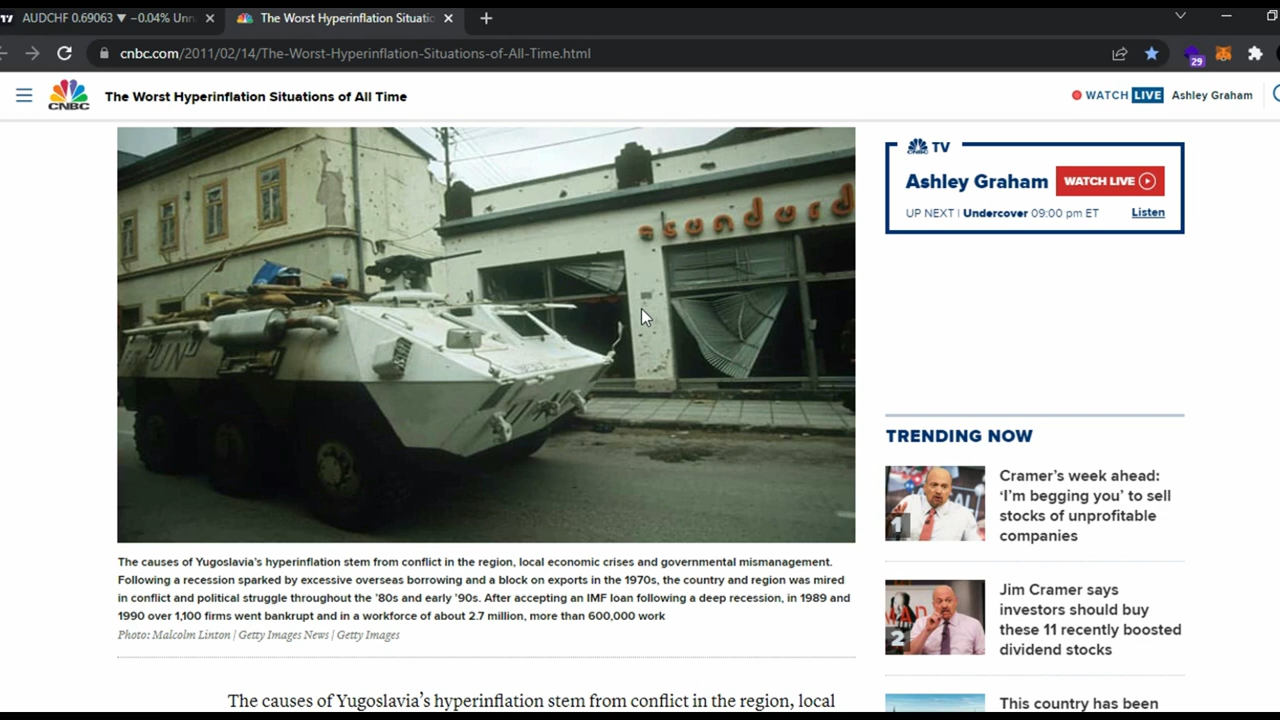 AUDCHF 0.69063 ▼ −0.04% Unn
The Worst Hyperinflation Situatio
cnbc.com/2011/02/14/The-Worst-Hyperinflation-Situations-of-All-Time.html
29
CNBC
The Worst Hyperinflation Situations of All Time
WATCH LIVE Ashley Graham
UN
standard
CNBC TV
Ashley Graham WATCH LIVE
UP NEXT | Undercover 09:00 pm ET Listen
TRENDING NOW
1
Cramer's week ahead:
‘I'm begging you’ to sell
stocks of unprofitable
companies
2
Jim Cramer says
investors should buy
these 11 recently boosted
dividend stocks
This country has been
The causes of Yugoslavia's hyperinflation stem from conflict in the region, local economic crises and governmental mismanagement.
Following a recession sparked by excessive overseas borrowing and a block on exports in the 1970s, the country and region was mired
in conflict and political struggle throughout the '80s and early '90s. After accepting an IMF loan following a deep recession, in 1989 and
1990 over 1,100 firms went bankrupt and in a workforce of about 2.7 million, more than 600,000 work
Photo: Malcolm Linton | Getty Images News | Getty Images
The causes of Yugoslavia's hyperinflation stem from conflict in the region, local